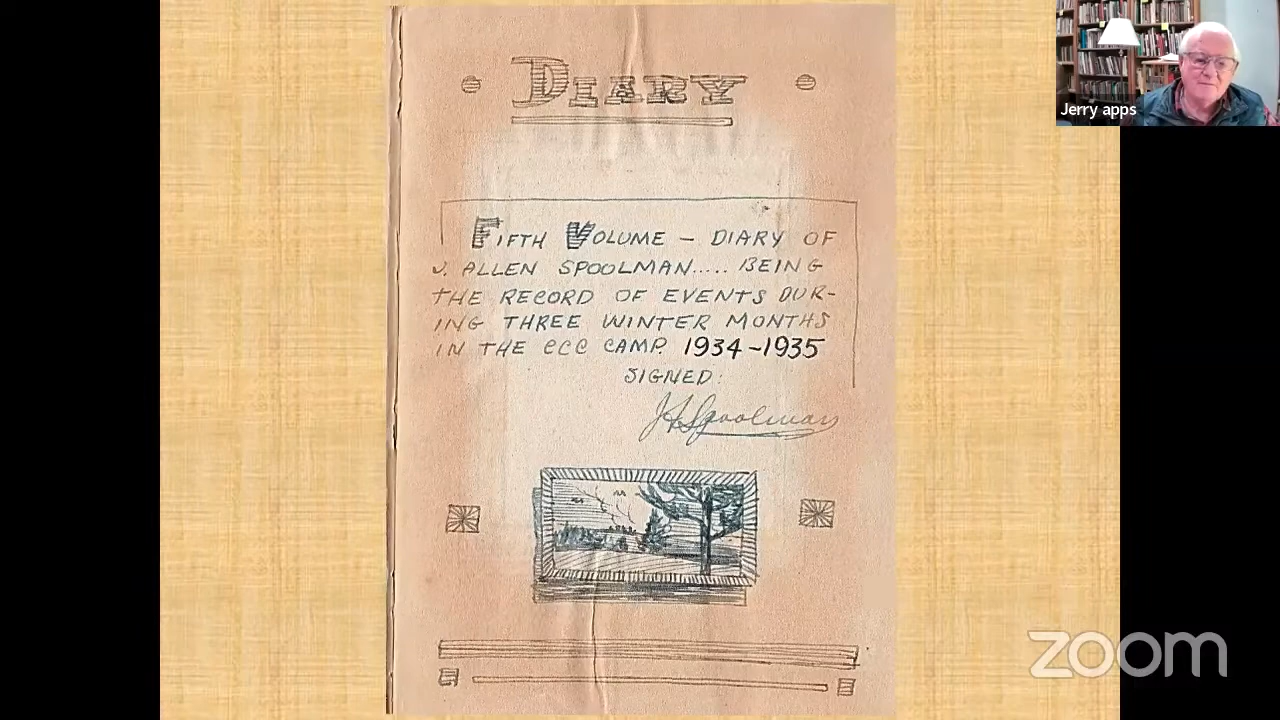 DIARY
FIFTH VOLUME – DIARY OF
J. ALLEN SPOOLMAN..... BEING
THE RECORD OF EVENTS DUR-
ING THREE WINTER MONTHS
IN THE CCC CAMP. 1934-1935
SIGNED:
JASpoolman
Jerry apps
zoom